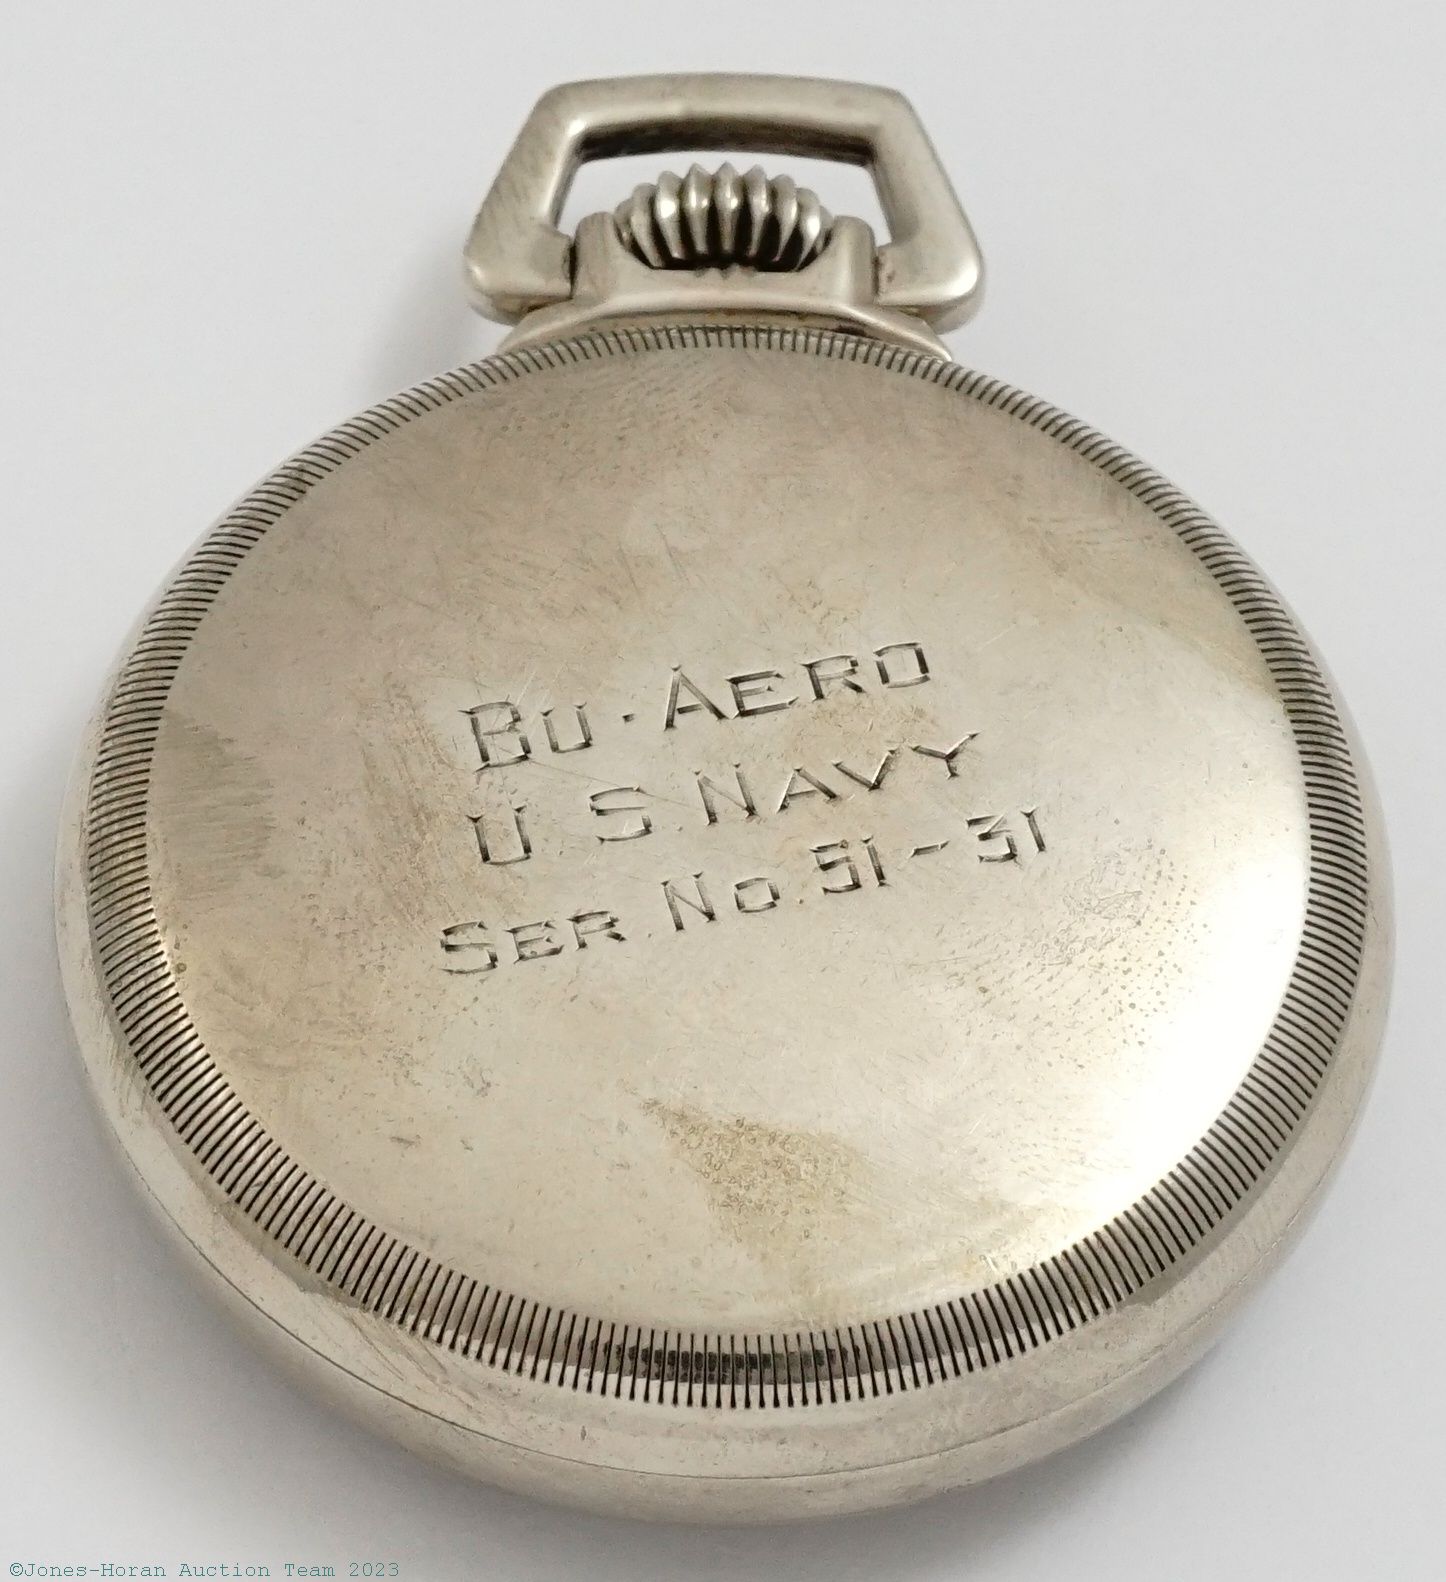 Bu·Aero
U.S. Navy
Ser. No. 51-31
©Jones-Horan Auction Team 2023